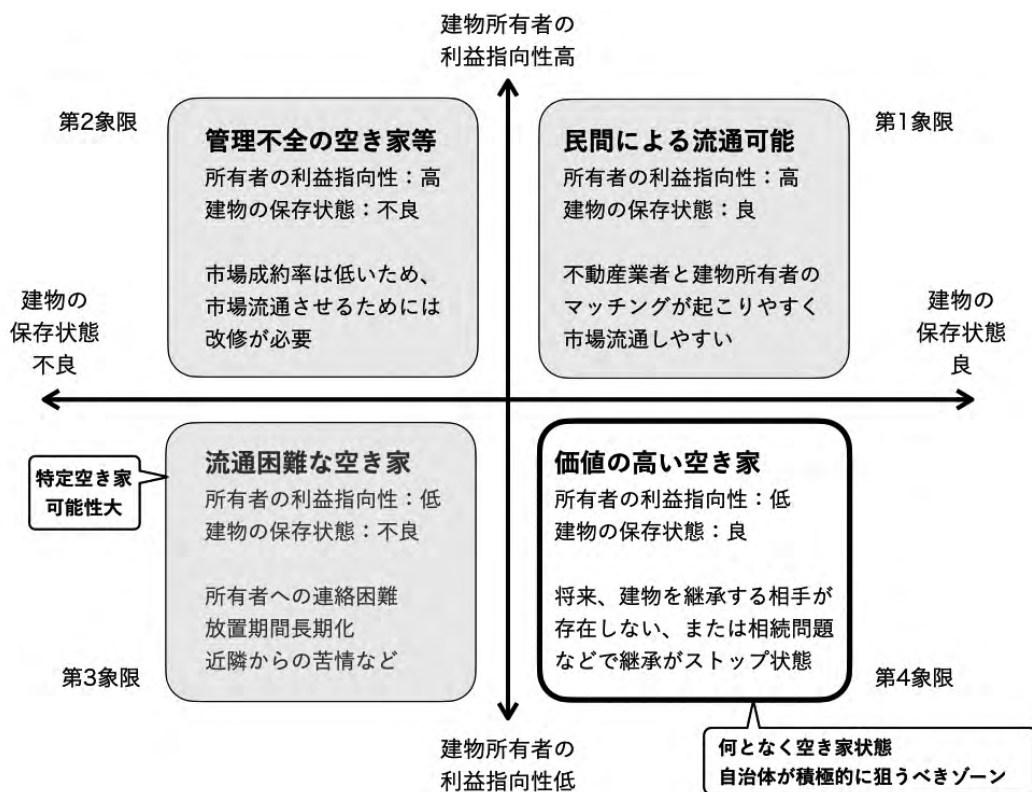 建物所有者の
利益指向性高
第2象限
管理不全の空き家等
所有者の利益指向性：高
建物の保存状態：不良
市場成約率は低いため、
市場流通させるためには
改修が必要
民間による流通可能
所有者の利益指向性：高
建物の保存状態：良
不動産業者と建物所有者の
マッチングが起こりやすく
市場流通しやすい
第1象限
建物の
保存状態
不良
建物の
保存状態
良
特定空き家
可能性大
流通困難な空き家
所有者の利益指向性：低
建物の保存状態：不良
所有者への連絡困難
放置期間長期化
近隣からの苦情など
第3象限
価値の高い空き家
所有者の利益指向性：低
建物の保存状態：良
将来、建物を継承する相手が
存在しない、または相続問題
などで継承がストップ状態
第4象限
建物所有者の
利益指向性低
何となく空き家状態
自治体が積極的に狙うべきゾーン